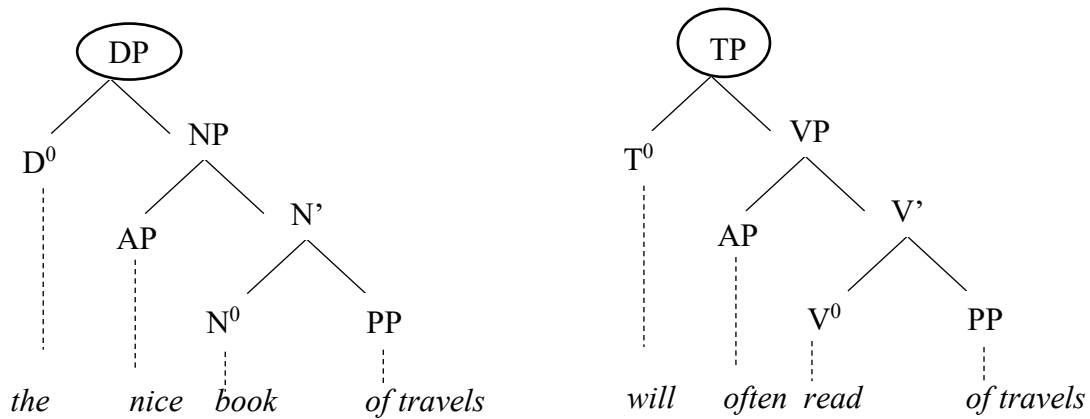 DP TP
NP VP
D⁰ T⁰
N’ V’
AP AP
N⁰ PP V⁰ PP
the nice book of travels will often read of travels